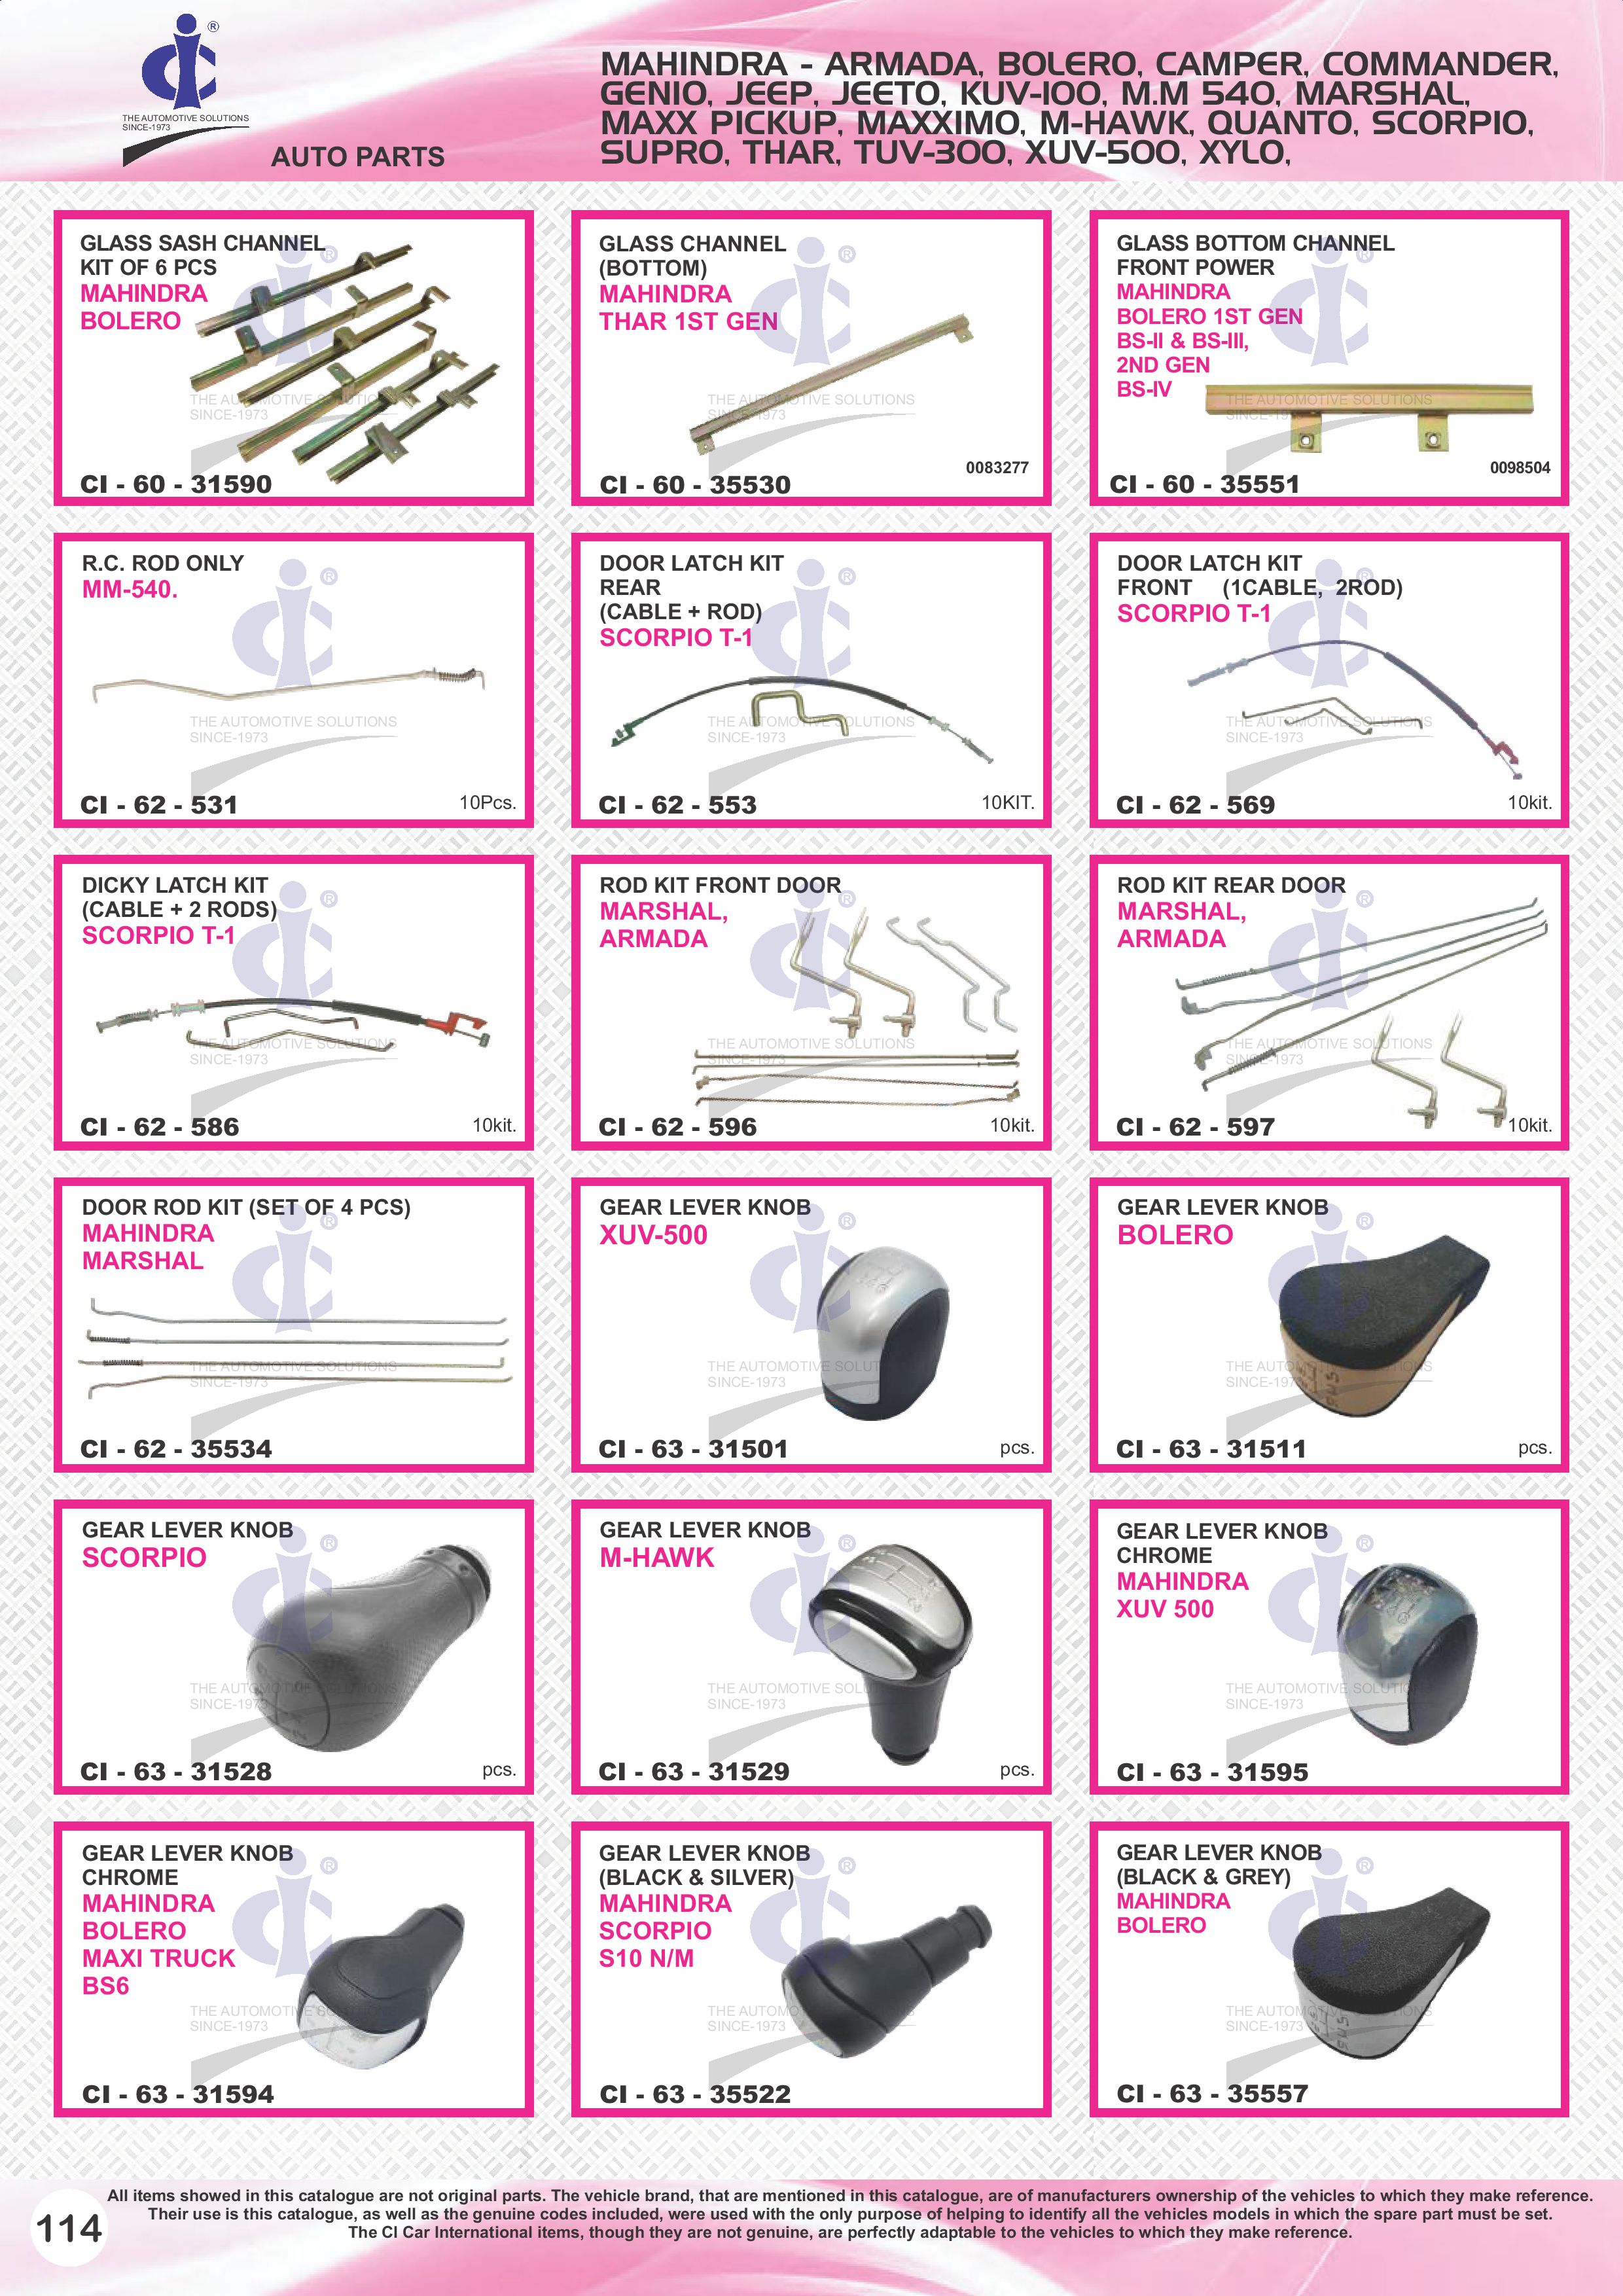 THE AUTOMOTIVE SOLUTIONS
SINCE-1973
AUTO PARTS
MAHINDRA - ARMADA, BOLERO, CAMPER, COMMANDER,
GENIO, JEEP, JEETO, KUV-100, M.M 540, MARSHAL,
MAXX PICKUP, MAXXIMO, M-HAWK, QUANTO, SCORPIO,
SUPRO, THAR, TUV-300, XUV-500, XYLO,
GLASS SASH CHANNEL
KIT OF 6 PCS
MAHINDRA
BOLERO
CI - 60 - 31590
GLASS CHANNEL
(BOTTOM)
MAHINDRA
THAR 1ST GEN
0083277
CI - 60 - 35530
GLASS BOTTOM CHANNEL
FRONT POWER
MAHINDRA
BOLERO 1ST GEN
BS-II & BS-III,
2ND GEN
BS-IV
0098504
CI - 60 - 35551
R.C. ROD ONLY
MM-540.
CI - 62 - 531
10Pcs.
DOOR LATCH KIT
REAR
(CABLE + ROD)
SCORPIO T-1
CI - 62 - 553
10KIT.
DOOR LATCH KIT
FRONT (1CABLE, 2ROD)
SCORPIO T-1
CI - 62 - 569
10kit.
DICKY LATCH KIT
(CABLE + 2 RODS)
SCORPIO T-1
CI - 62 - 586
10kit.
ROD KIT FRONT DOOR
MARSHAL,
ARMADA
CI - 62 - 596
10kit.
ROD KIT REAR DOOR
MARSHAL,
ARMADA
CI - 62 - 597
10kit.
DOOR ROD KIT (SET OF 4 PCS)
MAHINDRA
MARSHAL
CI - 62 - 35534
GEAR LEVER KNOB
XUV-500
CI - 63 - 31501
pcs.
GEAR LEVER KNOB
BOLERO
CI - 63 - 31511
pcs.
GEAR LEVER KNOB
SCORPIO
CI - 63 - 31528
pcs.
GEAR LEVER KNOB
M-HAWK
CI - 63 - 31529
pcs.
GEAR LEVER KNOB
CHROME
MAHINDRA
XUV 500
CI - 63 - 31595
GEAR LEVER KNOB
CHROME
MAHINDRA
BOLERO
MAXI TRUCK
BS6
CI - 63 - 31594
GEAR LEVER KNOB
(BLACK & SILVER)
MAHINDRA
SCORPIO
S10 N/M
CI - 63 - 35522
GEAR LEVER KNOB
(BLACK & GREY)
MAHINDRA
BOLERO
CI - 63 - 35557
All items showed in this catalogue are not original parts. The vehicle brand, that are mentioned in this catalogue, are of manufacturers ownership of the vehicles to which they make reference.
Their use is this catalogue, as well as the genuine codes included, were used with the only purpose of helping to identify all the vehicles models in which the spare part must be set.
The CI Car International items, though they are not genuine, are perfectly adaptable to the vehicles to which they make reference.
114